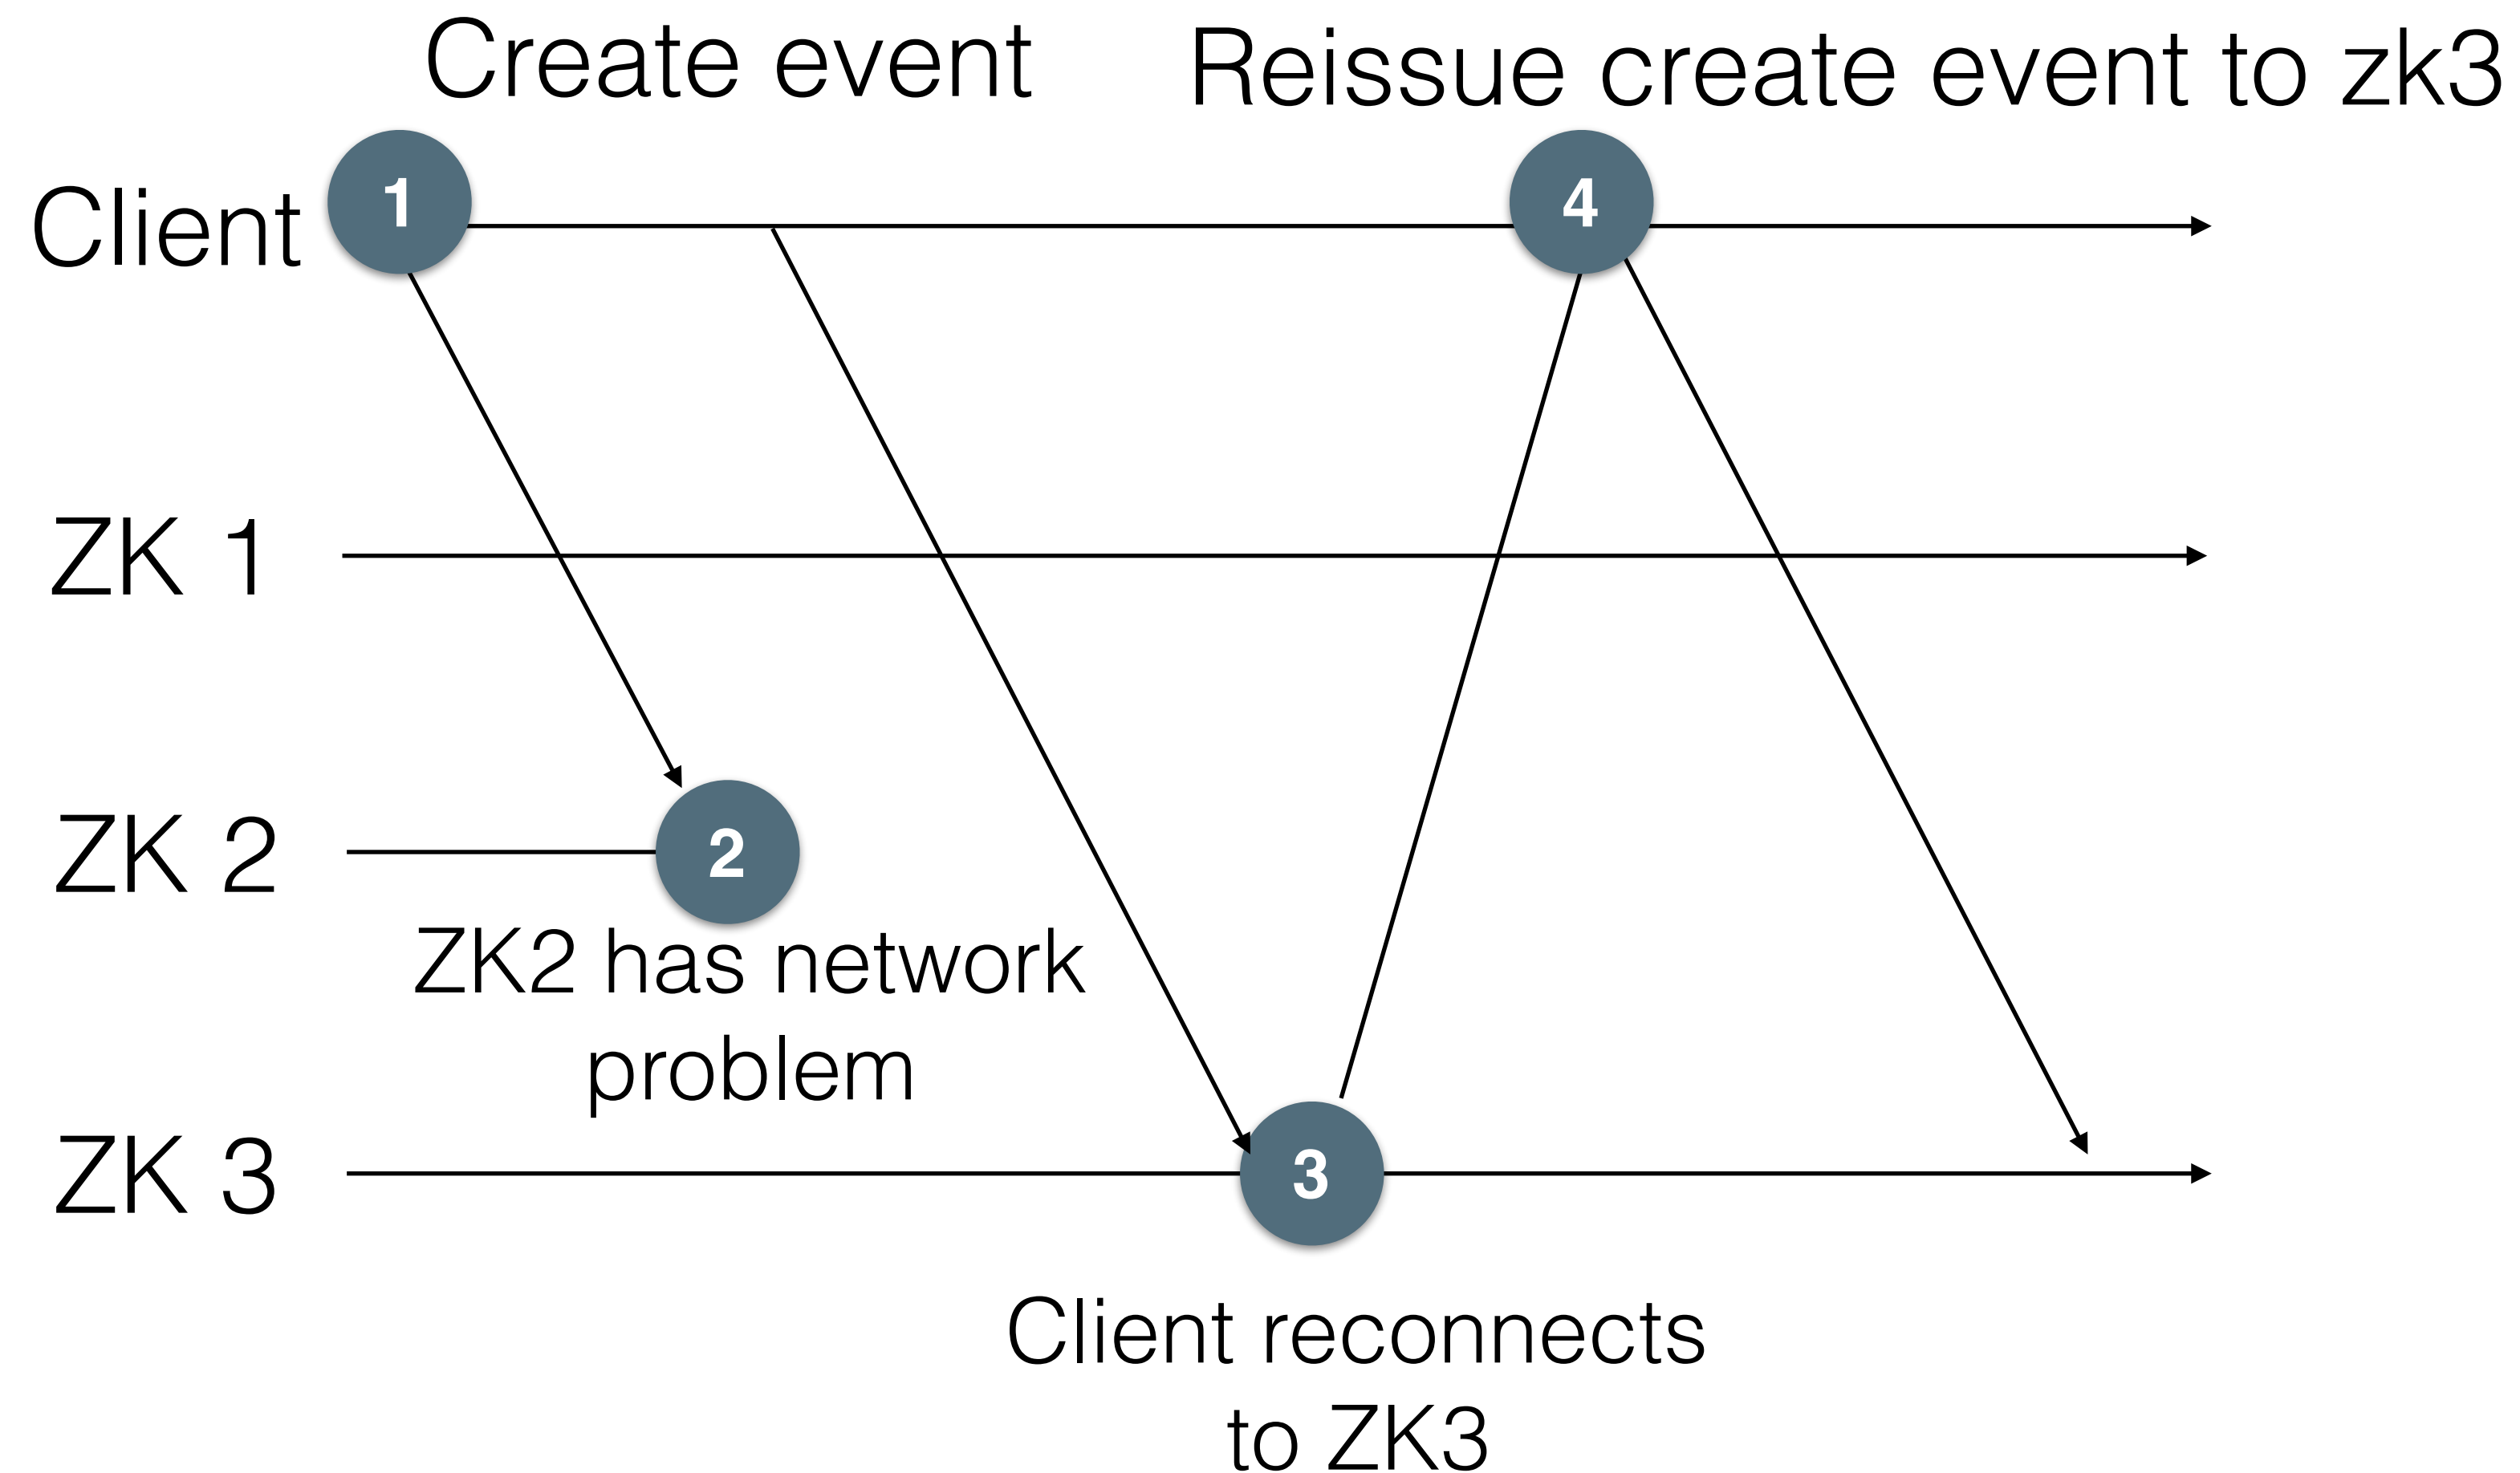 Create event
Reissue create event to zk3
Client
1
4
ZK 1
ZK 2
2
ZK2 has network
problem
ZK 3
3
Client reconnects
to ZK3